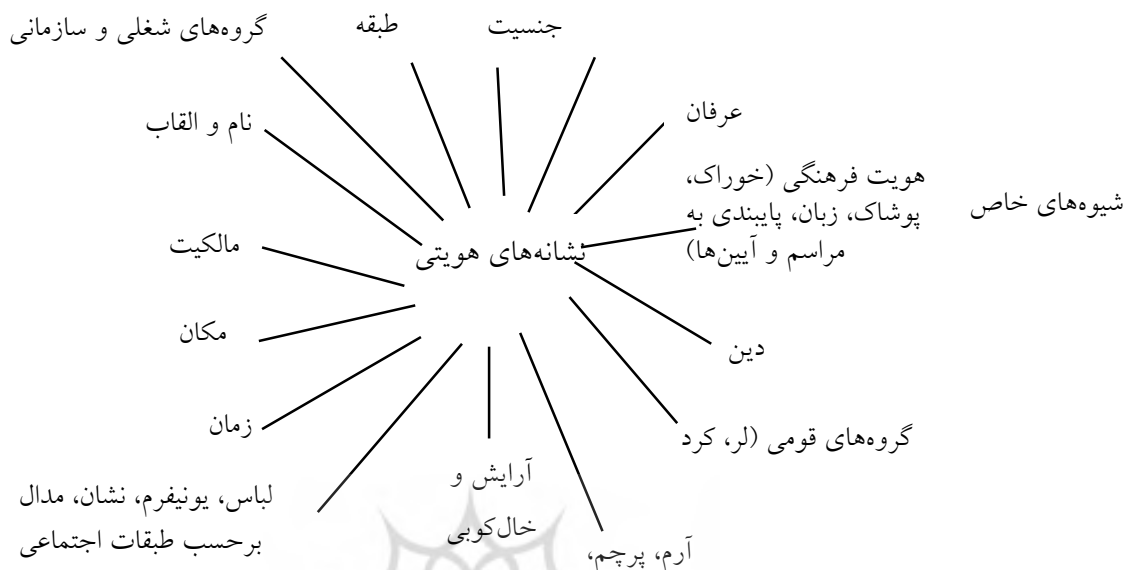 جنسیت
طبقه
گروه‌های شغلی و سازمانی
عرفان
نام و القاب
شیوه‌های خاص
هویت فرهنگی (خوراک،
پوشاک، زبان، پایبندی به
مراسم و آیین‌ها)
نشانه‌های هویتی
مالکیت
مکان
دین
زمان
گروه‌های قومی (لر، کرد
آرایش و
خال‌کوبی
لباس، یونیفرم، نشان، مدال
برحسب طبقات اجتماعی
آرم، پرچم،